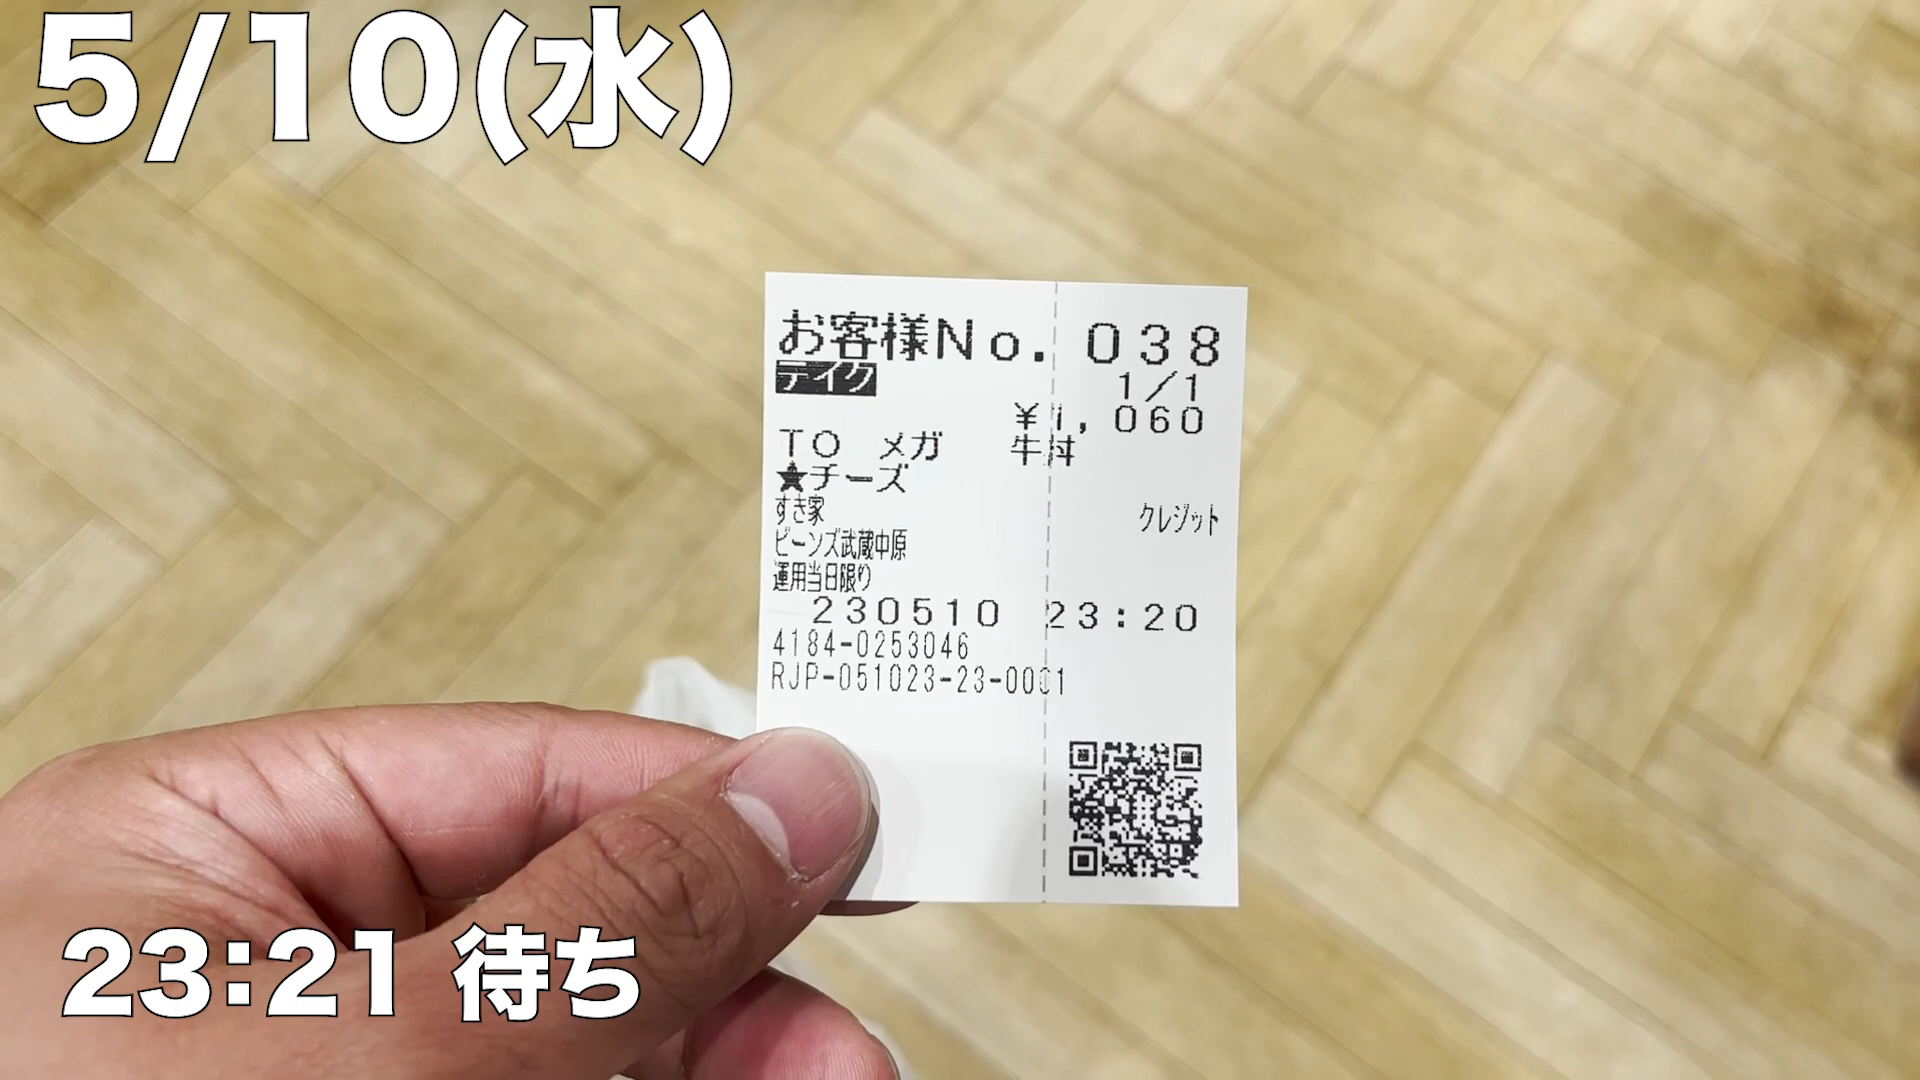 5/10(水)
お客様No. 038
テイク
1/1
¥1,060
TO メガ 牛丼
★チーズ
すき家
クレジット
ビーンズ武蔵中原
運用当日限り
230510 23:20
4184-0253046
RJP-051023-23-0001
23:21 待ち